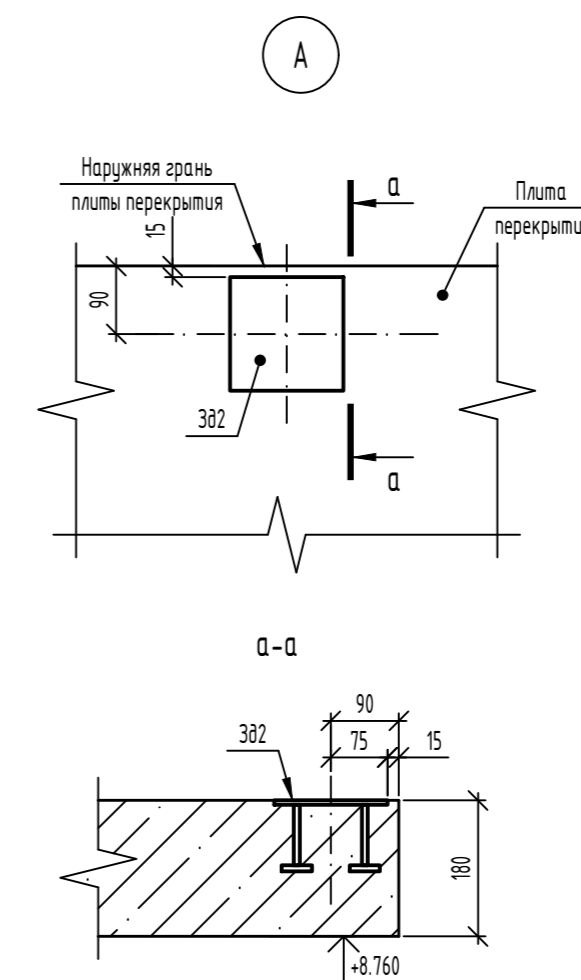 А
Наружняя грань
плиты перекрытия
а
Плита
перекрыти
15
90
Зд2
а
а-а
90
Зд2
75
15
180
+8.760